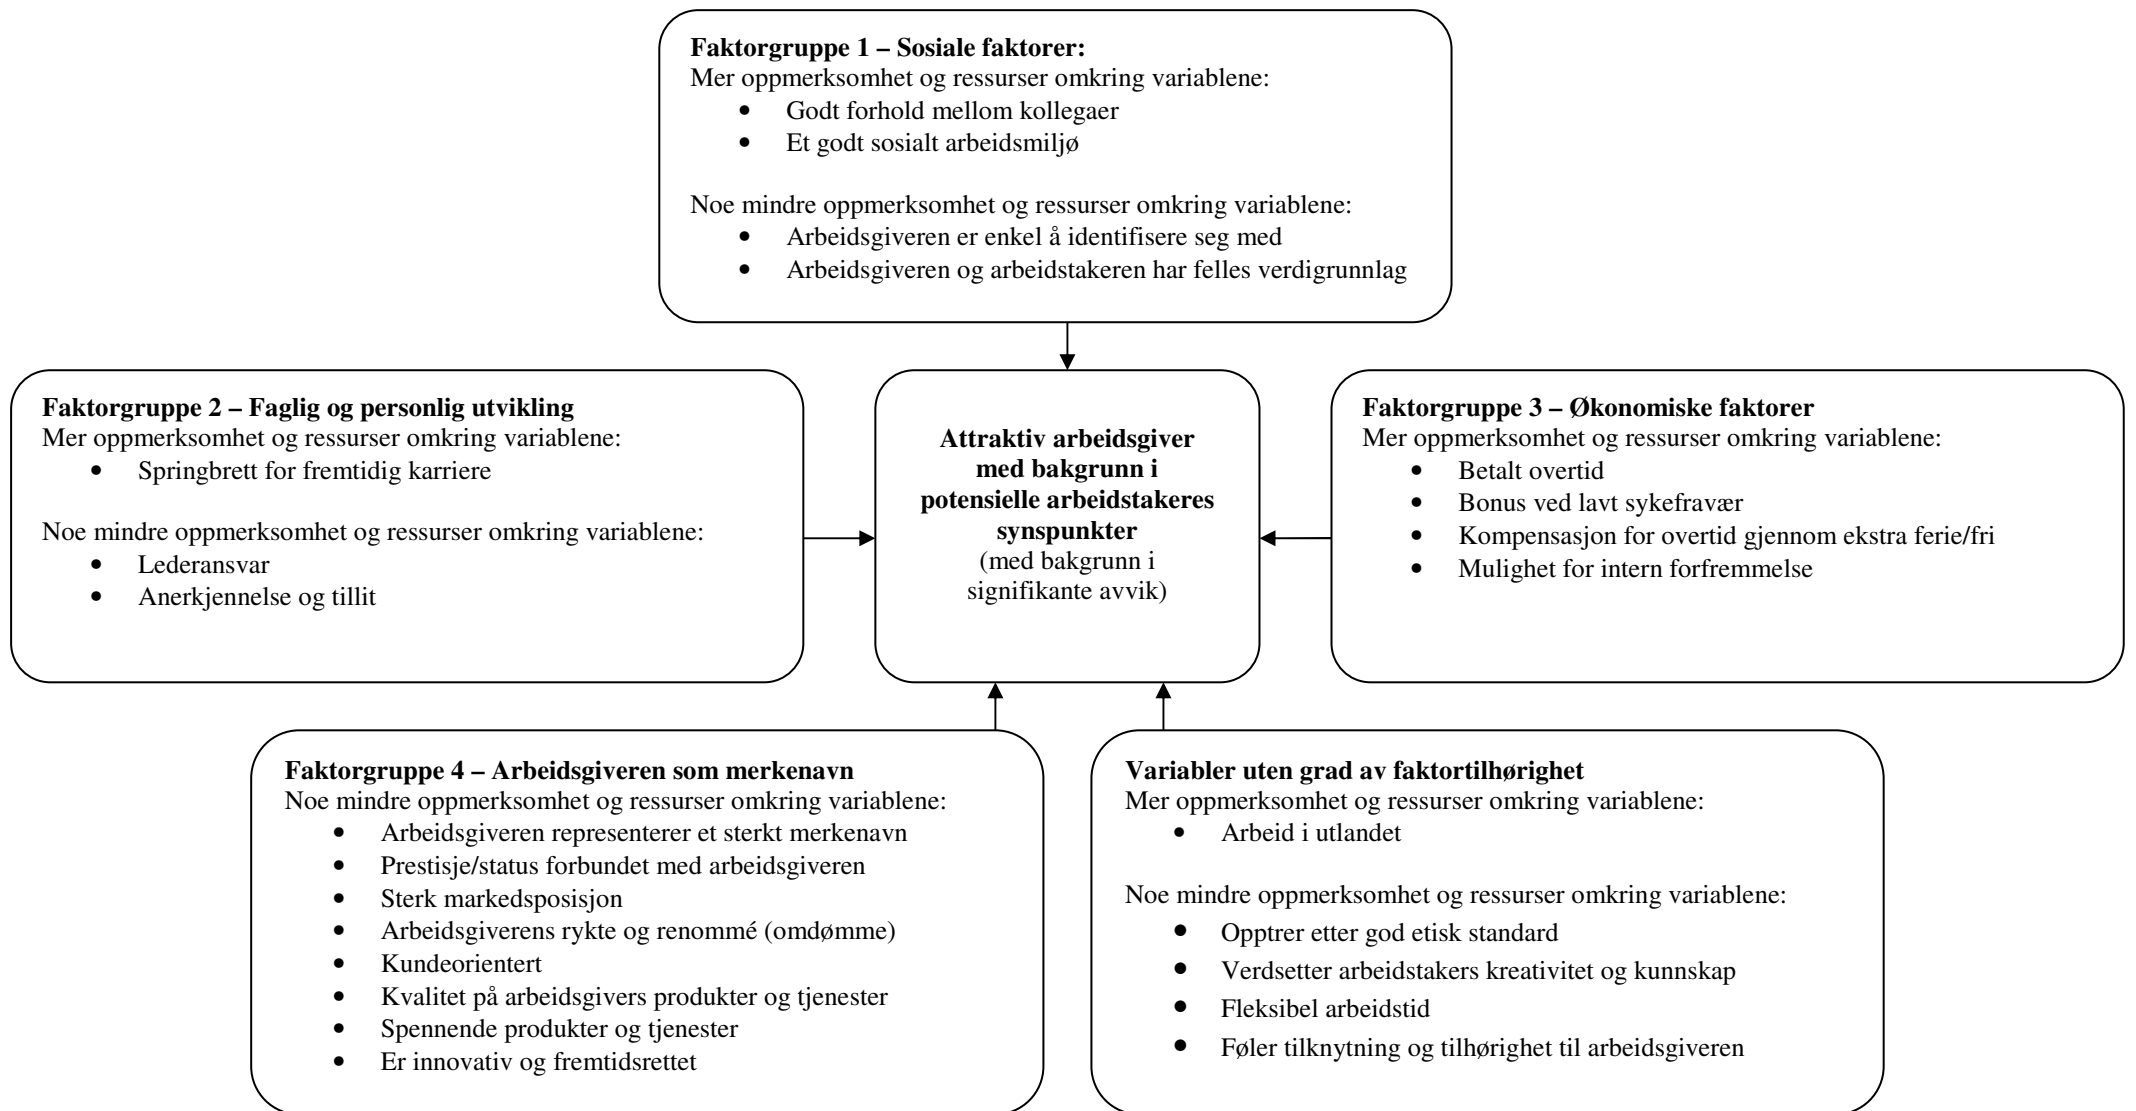 Faktorgruppe 1 – Sosiale faktorer:
Mer oppmerksomhet og ressurser omkring variablene:
• Godt forhold mellom kollegaer
• Et godt sosialt arbeidsmiljø
Noe mindre oppmerksomhet og ressurser omkring variablene:
• Arbeidsgiveren er enkel å identifisere seg med
• Arbeidsgiveren og arbeidstakeren har felles verdigrunnlag
Faktorgruppe 2 – Faglig og personlig utvikling
Mer oppmerksomhet og ressurser omkring variablene:
• Springbrett for fremtidig karriere
Noe mindre oppmerksomhet og ressurser omkring variablene:
• Lederansvar
• Anerkjennelse og tillit
Attraktiv arbeidsgiver
med bakgrunn i
potensielle arbeidstakeres
synspunkter
(med bakgrunn i
signifikante avvik)
Faktorgruppe 3 – Økonomiske faktorer
Mer oppmerksomhet og ressurser omkring variablene:
• Betalt overtid
• Bonus ved lavt sykefravær
• Kompensasjon for overtid gjennom ekstra ferie/fri
• Mulighet for intern forfremmelse
Faktorgruppe 4 – Arbeidsgiveren som merkenavn
Noe mindre oppmerksomhet og ressurser omkring variablene:
• Arbeidsgiveren representerer et sterkt merkenavn
• Prestisje/status forbundet med arbeidsgiveren
• Sterk markedsposisjon
• Arbeidsgiverens rykte og renommé (omdømme)
• Kundeorientert
• Kvalitet på arbeidsgivers produkter og tjenester
• Spennende produkter og tjenester
• Er innovativ og fremtidsrettet
Variabler uten grad av faktortilhørighet
Mer oppmerksomhet og ressurser omkring variablene:
• Arbeid i utlandet
Noe mindre oppmerksomhet og ressurser omkring variablene:
• Opptrer etter god etisk standard
• Verdsetter arbeidstakers kreativitet og kunnskap
• Fleksibel arbeidstid
• Føler tilknytning og tilhørighet til arbeidsgiveren